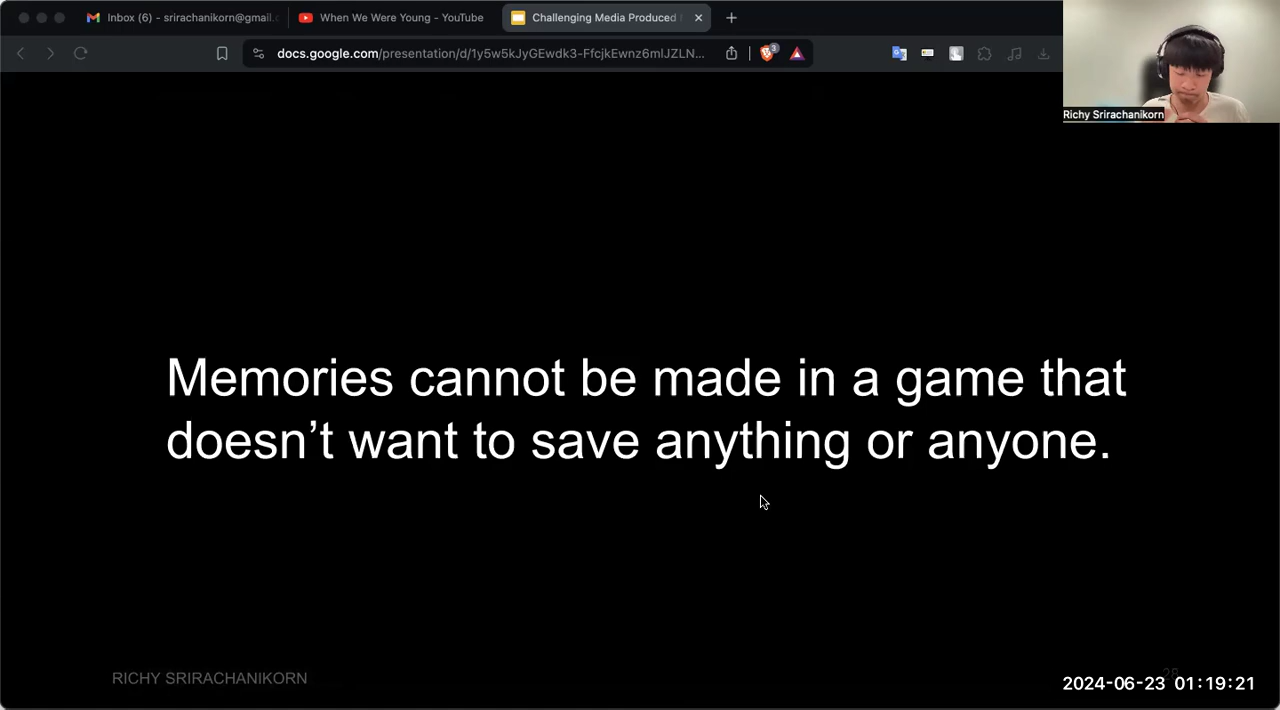 Inbox (6) - srirachanikorn@gmail.
When We Were Young - YouTube
Challenging Media Produced
docs.google.com/presentation/d/1y5w5kJyGEwdk3-FfcjkEwnz6mlJZLN...
3
Richy Srirachanikorn
Memories cannot be made in a game that
doesn’t want to save anything or anyone.
RICHY SRIRACHANIKORN
2024-06-23 01:19:21